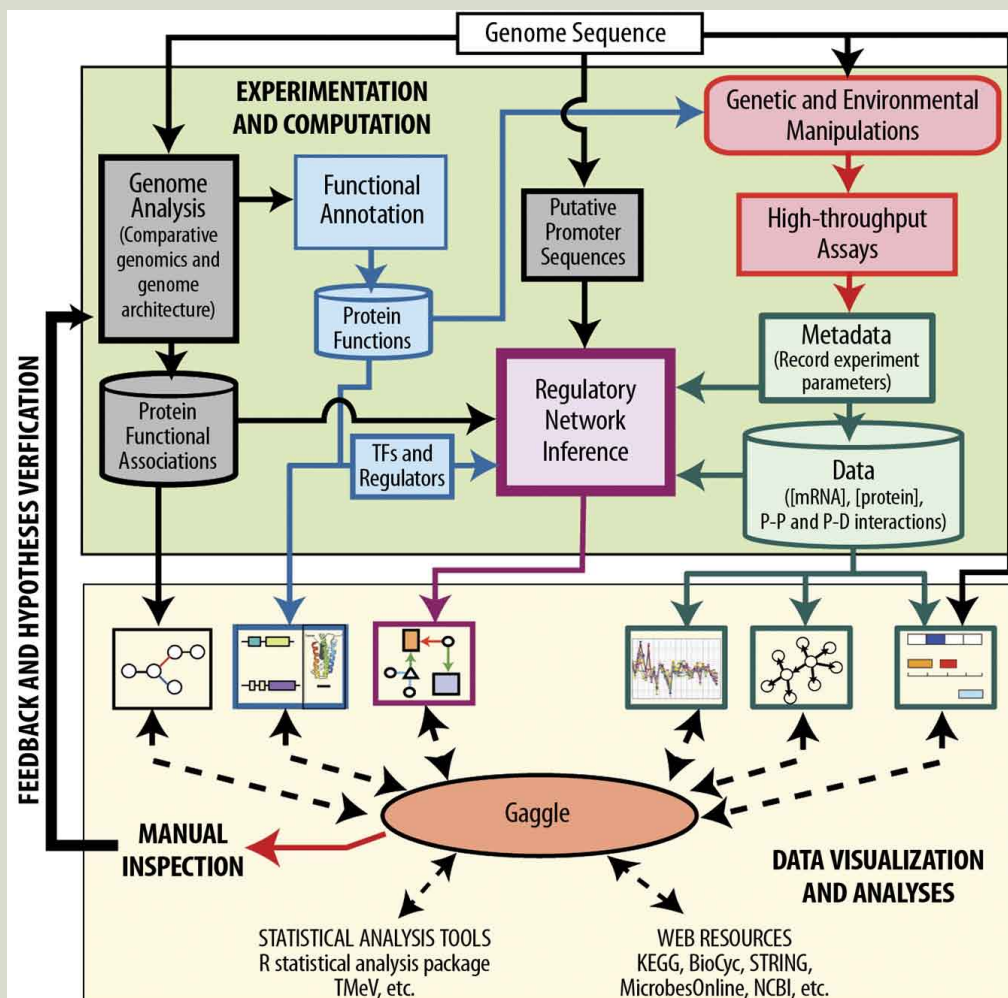 Genome Sequence
EXPERIMENTATION
AND COMPUTATION
Genetic and Environmental
Manipulations
Genome
Analysis
(Comparative
genomics and
genome
architecture)
Functional
Annotation
Putative
Promoter
Sequences
High-throughput
Assays
Protein
Functions
Metadata
(Record experiment
parameters)
Regulatory
Network
Inference
Protein
Functional
Associations
TFs and
Regulators
Data
([mRNA], [protein],
P-P and P-D interactions)
FEEDBACK AND HYPOTHESES VERFICATION
Gaggle
MANUAL
INSPECTION
DATA VISUALIZATION
AND ANALYSES
STATISTICAL ANALYSIS TOOLS
R statistical analysis package
TMeV, etc.
WEB RESOURCES
KEGG, BioCyc, STRING,
MicrobesOnline, NCBI, etc.